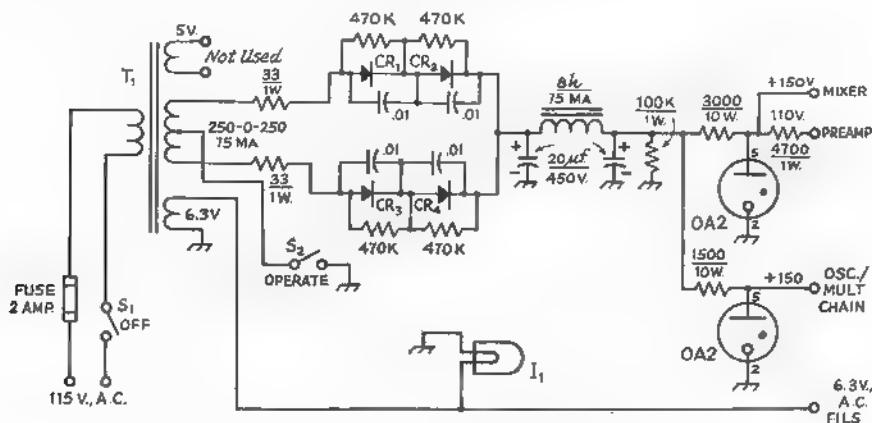 5V.
Not Used
T1
33
1W.
250-0-250
75 MA
33
1W.
6.3V
S2
OPERATE
FUSE
2 AMP.
S1
OFF
115 V., A.C.
470K 470K
CR1 CR2
.01 .01
.01 .01
CR3 CR4
470K 470K
8h
75 MA
+ +
- -
20µf
450V.
100K
1W.
3000
10W.
+150V
MIXER
110V.
PREAMP
4700
1W.
5
OA2
2
1500
10W.
+150
OSC./
MULT
CHAIN
5
OA2
2
I1
6.3V.,
A.C.
FILS